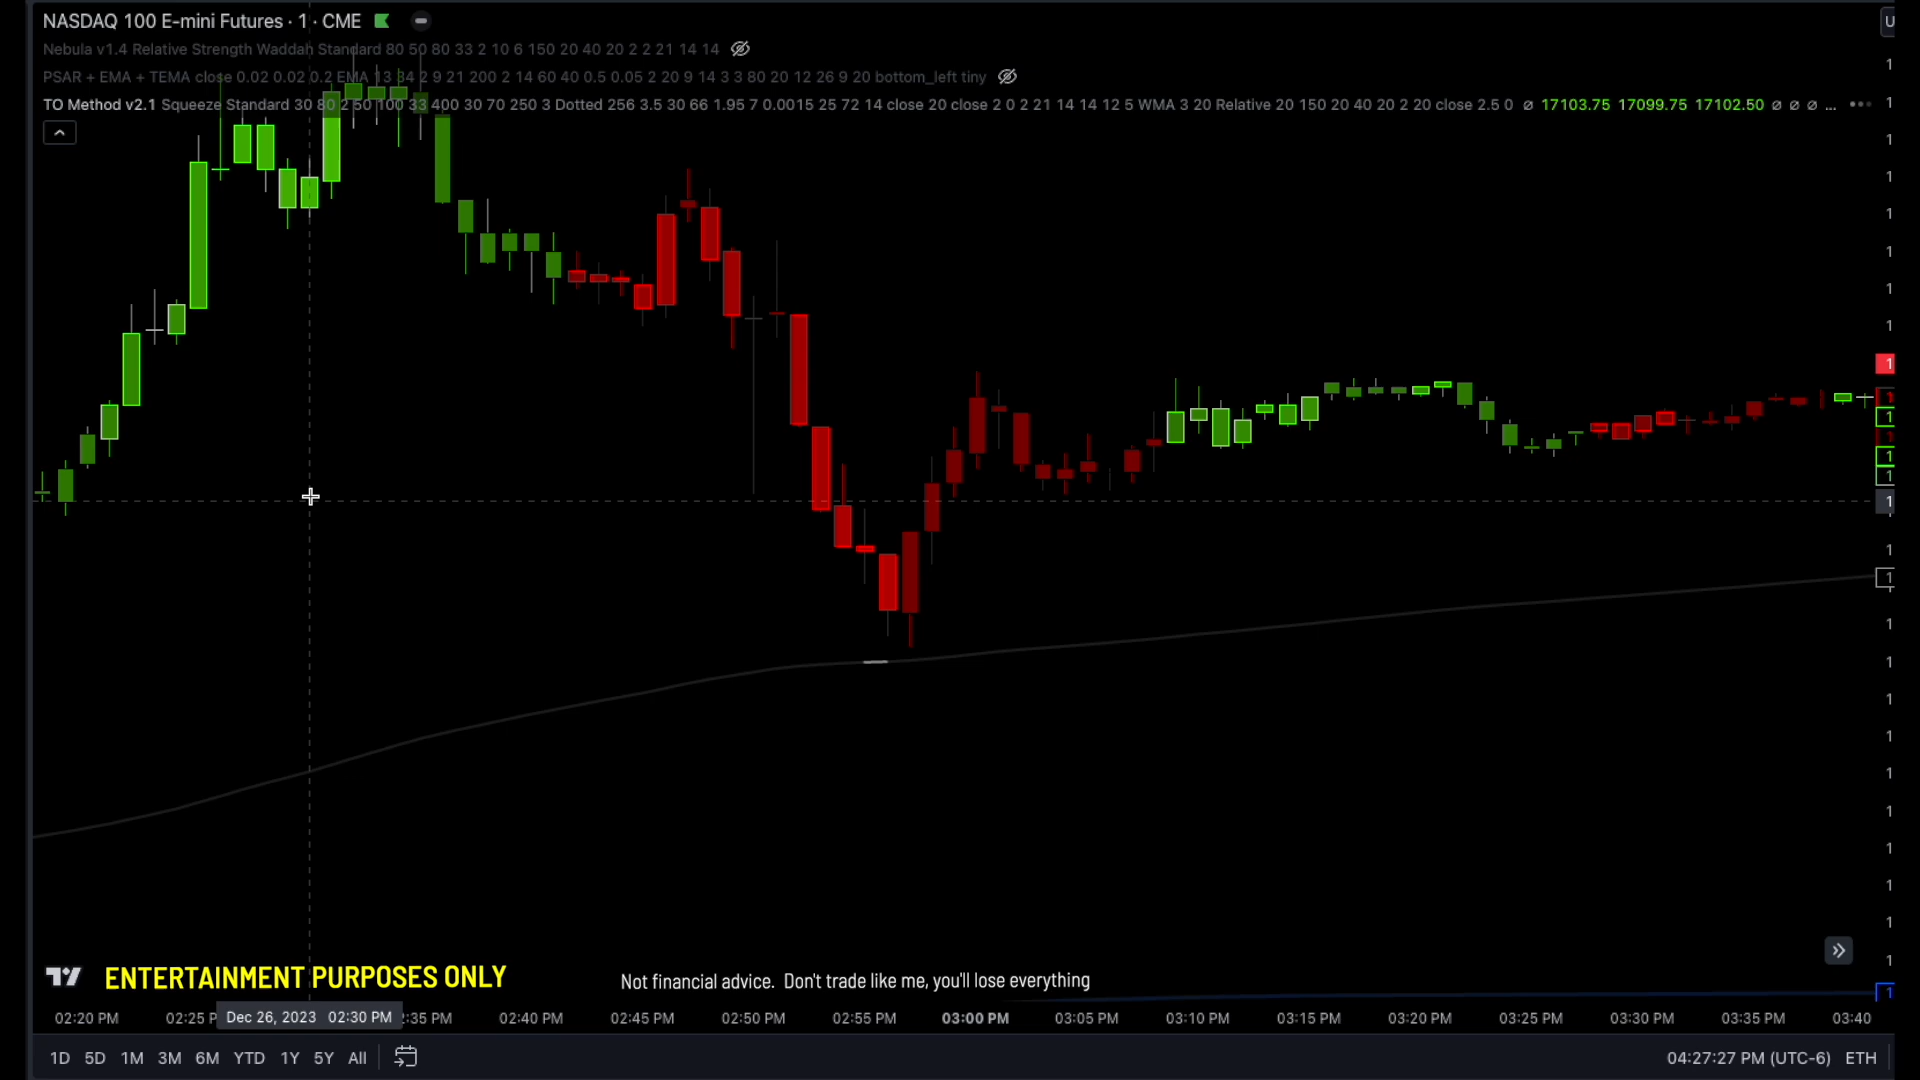 NASDAQ 100 E-mini Futures · 1 · CME
Nebula v1.4 Relative Strength Waddah Standard 80 50 80 33 2 10 6 150 20 40 20 2 2 21 14 14
PSAR + EMA + TEMA close 0.02 0.02 0.2 EMA 13 34 2 9 21 200 2 14 60 40 0.5 0.05 2 20 9 14 3 3 80 20 12 26 9 20 bottom_left tiny
TO Method v2.1 Squeeze Standard 30 80 2 50 100 33 400 30 70 250 3 Dotted 256 3.5 30 66 1.95 7 0.0015 25 72 14 close 20 close 2 0 2 21 14 14 12 5 WMA 3 20 Relative 20 150 20 40 20 2 20 close 2.5 0 ∅ 17103.75 17099.75 17102.50 ∅ ∅ ∅ ...
ENTERTAINMENT PURPOSES ONLY
Not financial advice. Don't trade like me, you'll lose everything
02:20 PM 02:25 P Dec 26, 2023 02:30 PM :35 PM 02:40 PM 02:45 PM 02:50 PM 02:55 PM 03:00 PM 03:05 PM 03:10 PM 03:15 PM 03:20 PM 03:25 PM 03:30 PM 03:35 PM 03:40
1D 5D 1M 3M 6M YTD 1Y 5Y All 04:27:27 PM (UTC-6) ETH